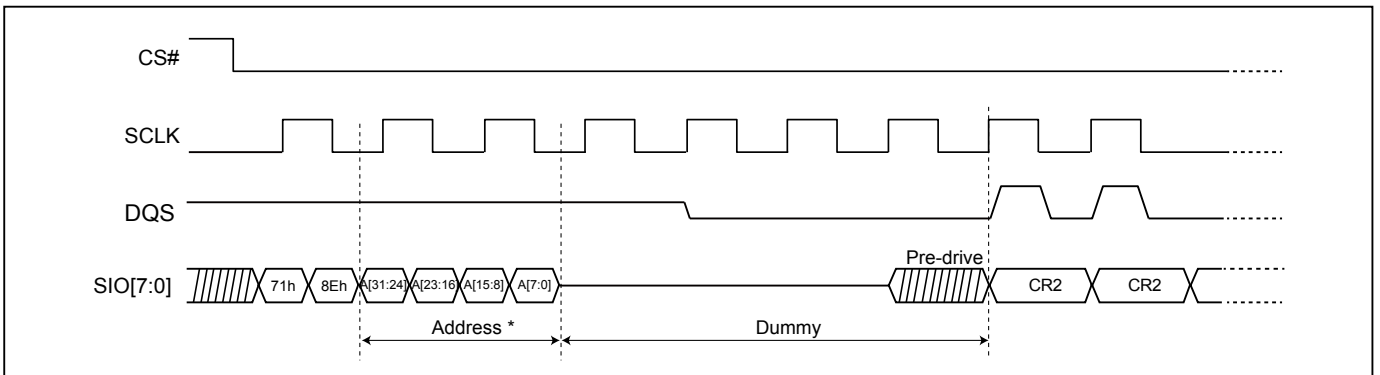 CS#
SCLK
DQS
Pre-drive
SIO[7:0] 71h 8Eh A[31:24] A[23:16] A[15:8] A[7:0] CR2 CR2
Address * Dummy